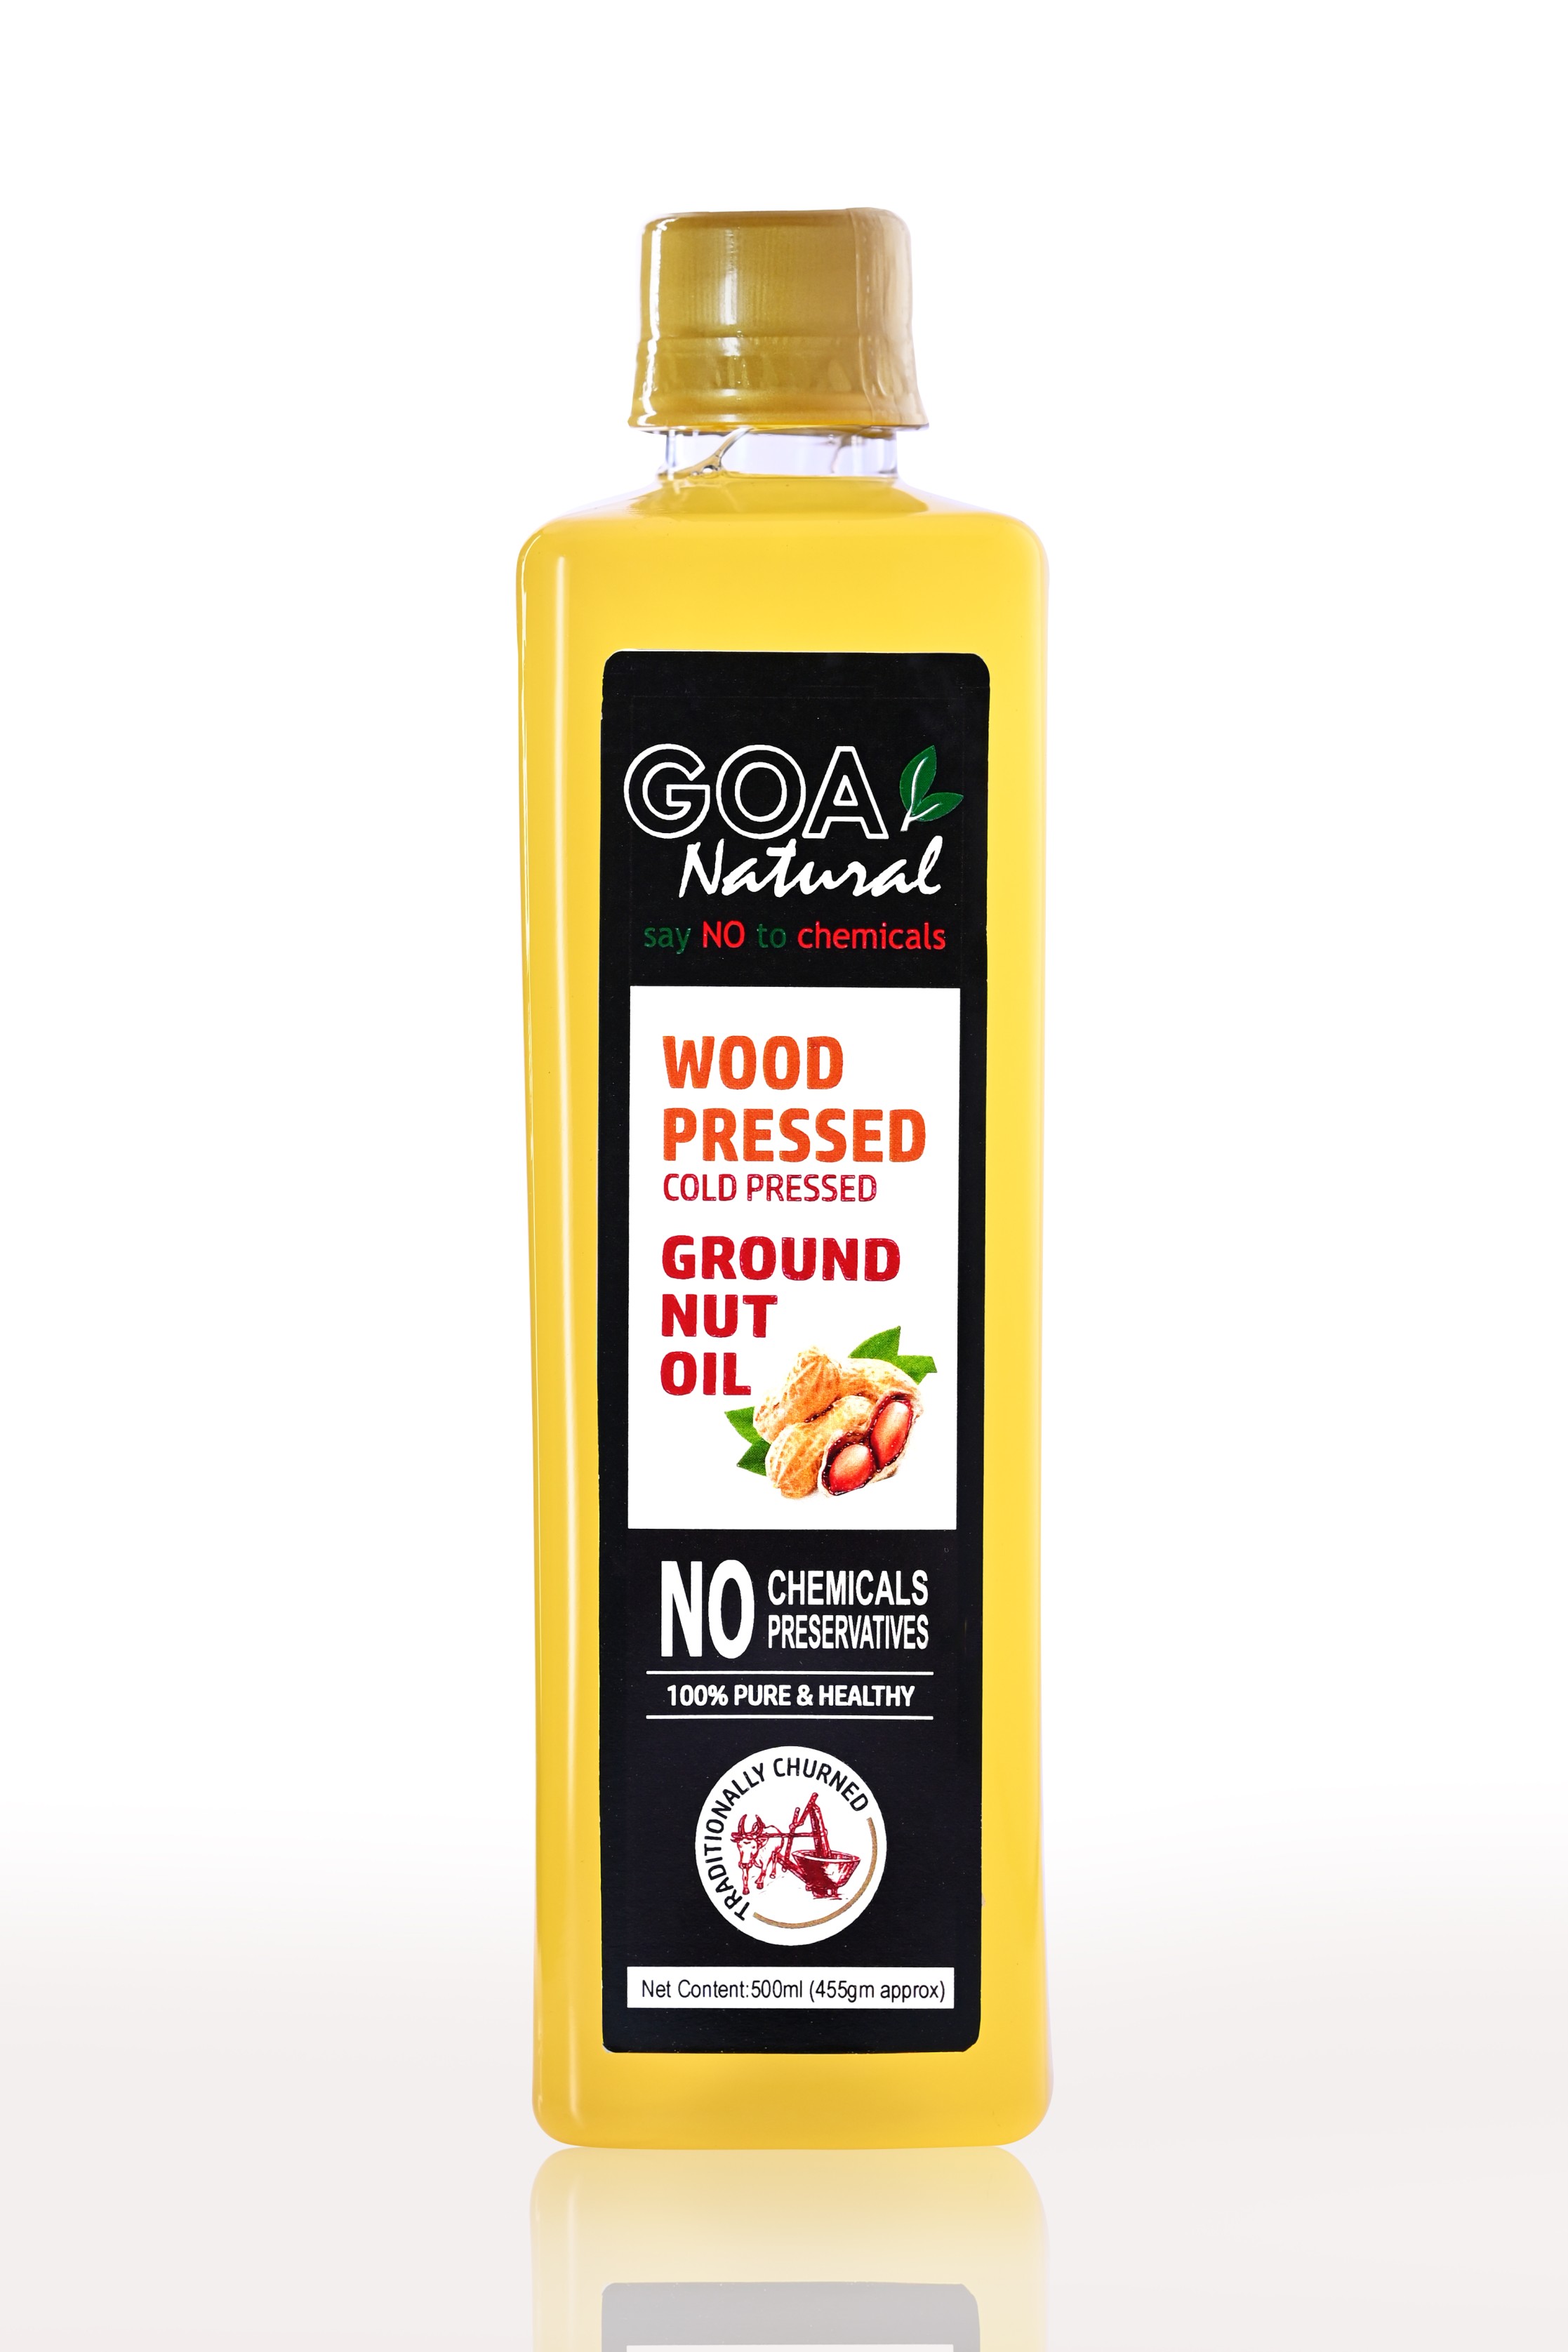 GOA
Natural
say NO to chemicals
WOOD
PRESSED
COLD PRESSED
GROUND
NUT
OIL
NO CHEMICALS
PRESERVATIVES
100% PURE & HEALTHY
TRADITIONALLY CHURNED
Net Content:500ml (455gm approx)